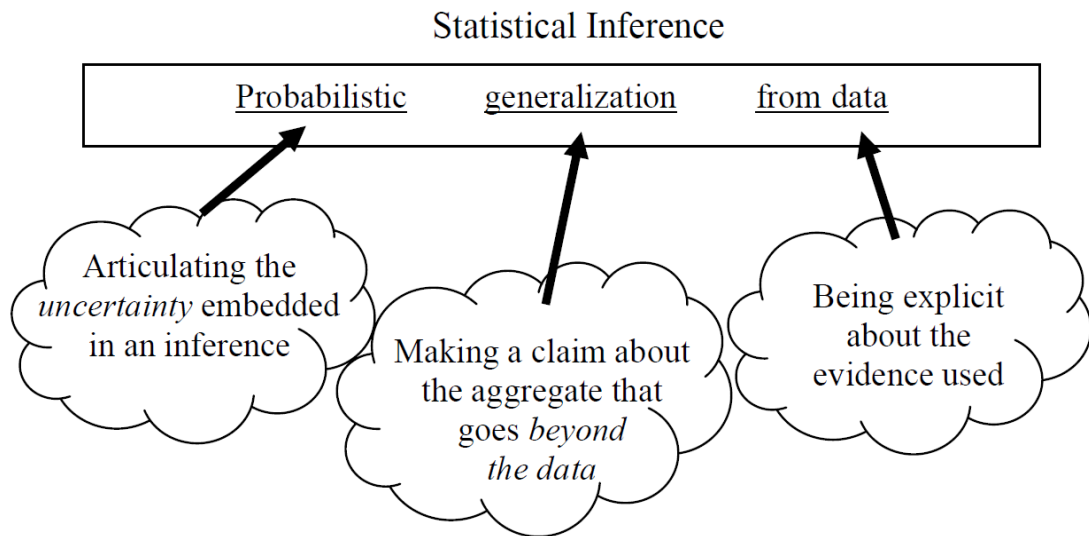 Statistical Inference
Probabilistic generalization from data
Articulating the
uncertainty embedded
in an inference
Making a claim about
the aggregate that
goes beyond
the data
Being explicit
about the
evidence used